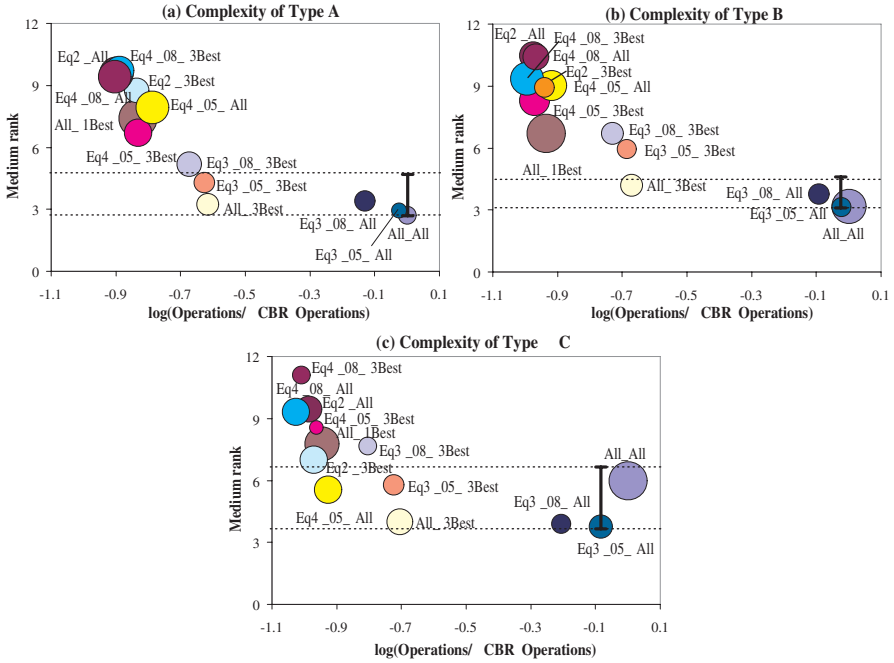 (a) Complexity of Type A
12
9
6
3
0
Medium rank
Eq2 _All
Eq4 _08_ 3Best
Eq2 _3Best
Eq4 _08_ All
Eq4 _05_ All
All_ 1Best
Eq4 _05_ 3Best
Eq3 _08_ 3Best
Eq3 _05_ 3Best
All_ 3Best
Eq3 _08_ All
All_All
Eq3 _05_ All
-1.1 -0.9 -0.7 -0.5 -0.3 -0.1 0.1
log(Operations/ CBR Operations)
(b) Complexity of Type B
12
9
6
3
0
Medium rank
Eq2 _All
Eq4 _08_ 3Best
Eq4 _08_ All
Eq2 _3Best
Eq4 _05_ All
Eq4 _05_ 3Best
Eq3 _08_ 3Best
Eq3 _05_ 3Best
All_ 1Best
All_ 3Best
Eq3 _08_ All
Eq3 _05_ All
All_All
-1.1 -0.9 -0.7 -0.5 -0.3 -0.1 0.1
log(Operations/ CBR Operations)
(c) Complexity of Type C
12
9
6
3
0
Medium rank
Eq4 _08_ 3Best
Eq4 _08_ All
Eq2 _All
Eq4 _05_ 3Best
All_ 1Best
Eq3 _08_ 3Best
All_All
Eq2 _3Best
Eq3 _05_ 3Best
Eq3 _08_ All
Eq4 _05_ All
All_ 3Best
Eq3 _05_ All
-1.1 -0.9 -0.7 -0.5 -0.3 -0.1 0.1
log(Operations/ CBR Operations)